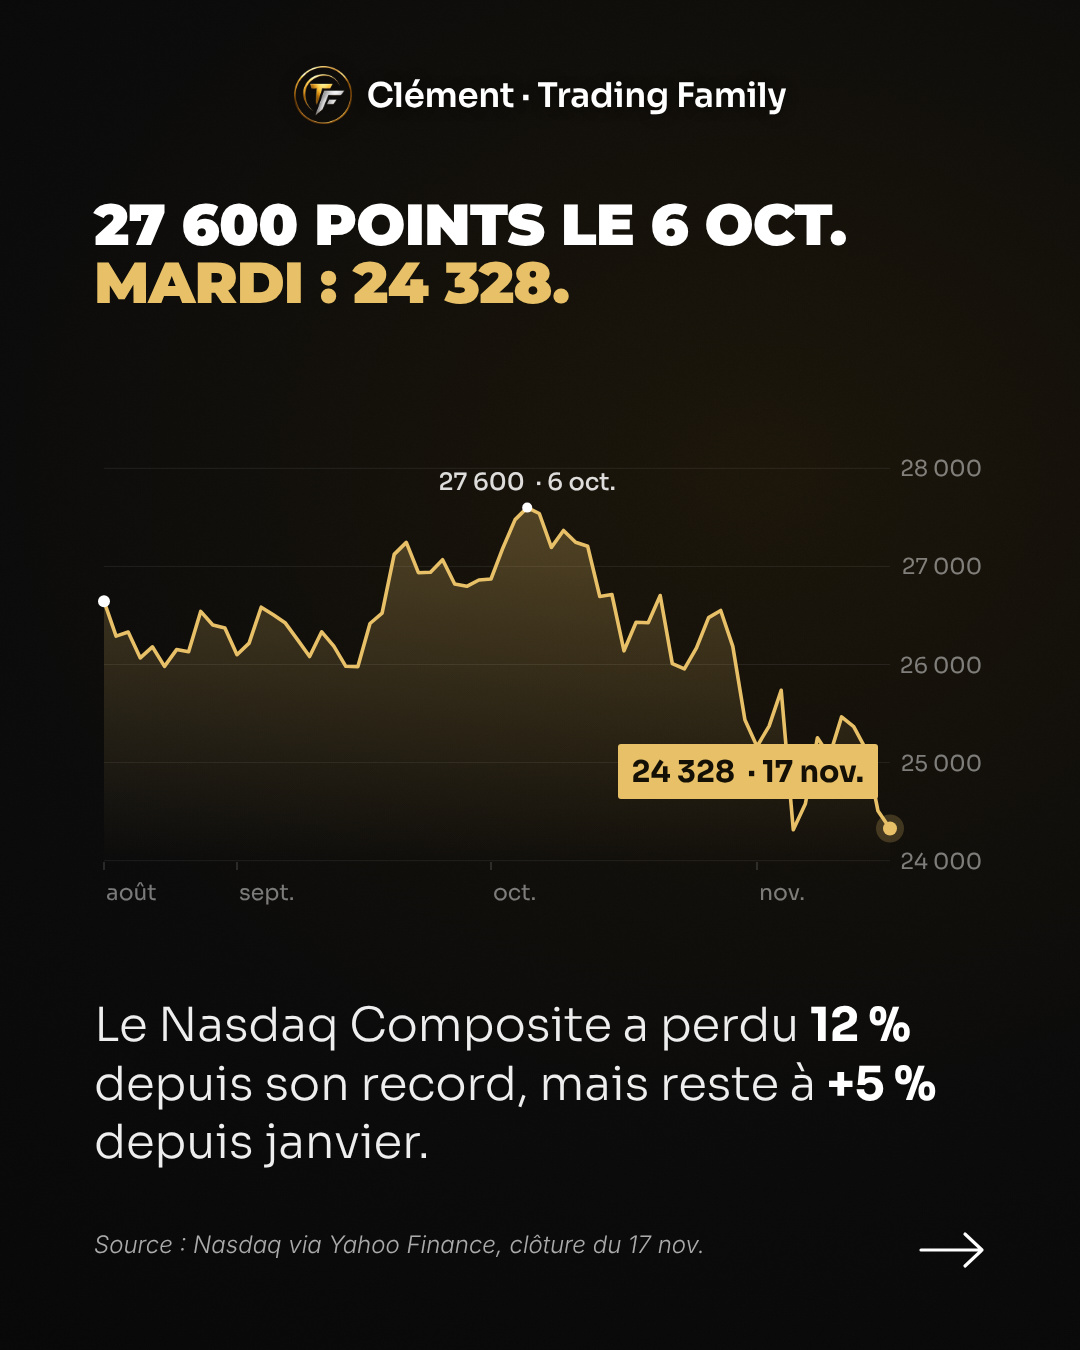 TF
Clément · Trading Family
27 600 POINTS LE 6 OCT.
MARDI : 24 328.
27 600 · 6 oct.
28 000
27 000
26 000
25 000
24 000
24 328 · 17 nov.
août sept. oct. nov.
Le Nasdaq Composite a perdu 12 %
depuis son record, mais reste à +5 %
depuis janvier.
Source : Nasdaq via Yahoo Finance, clôture du 17 nov.